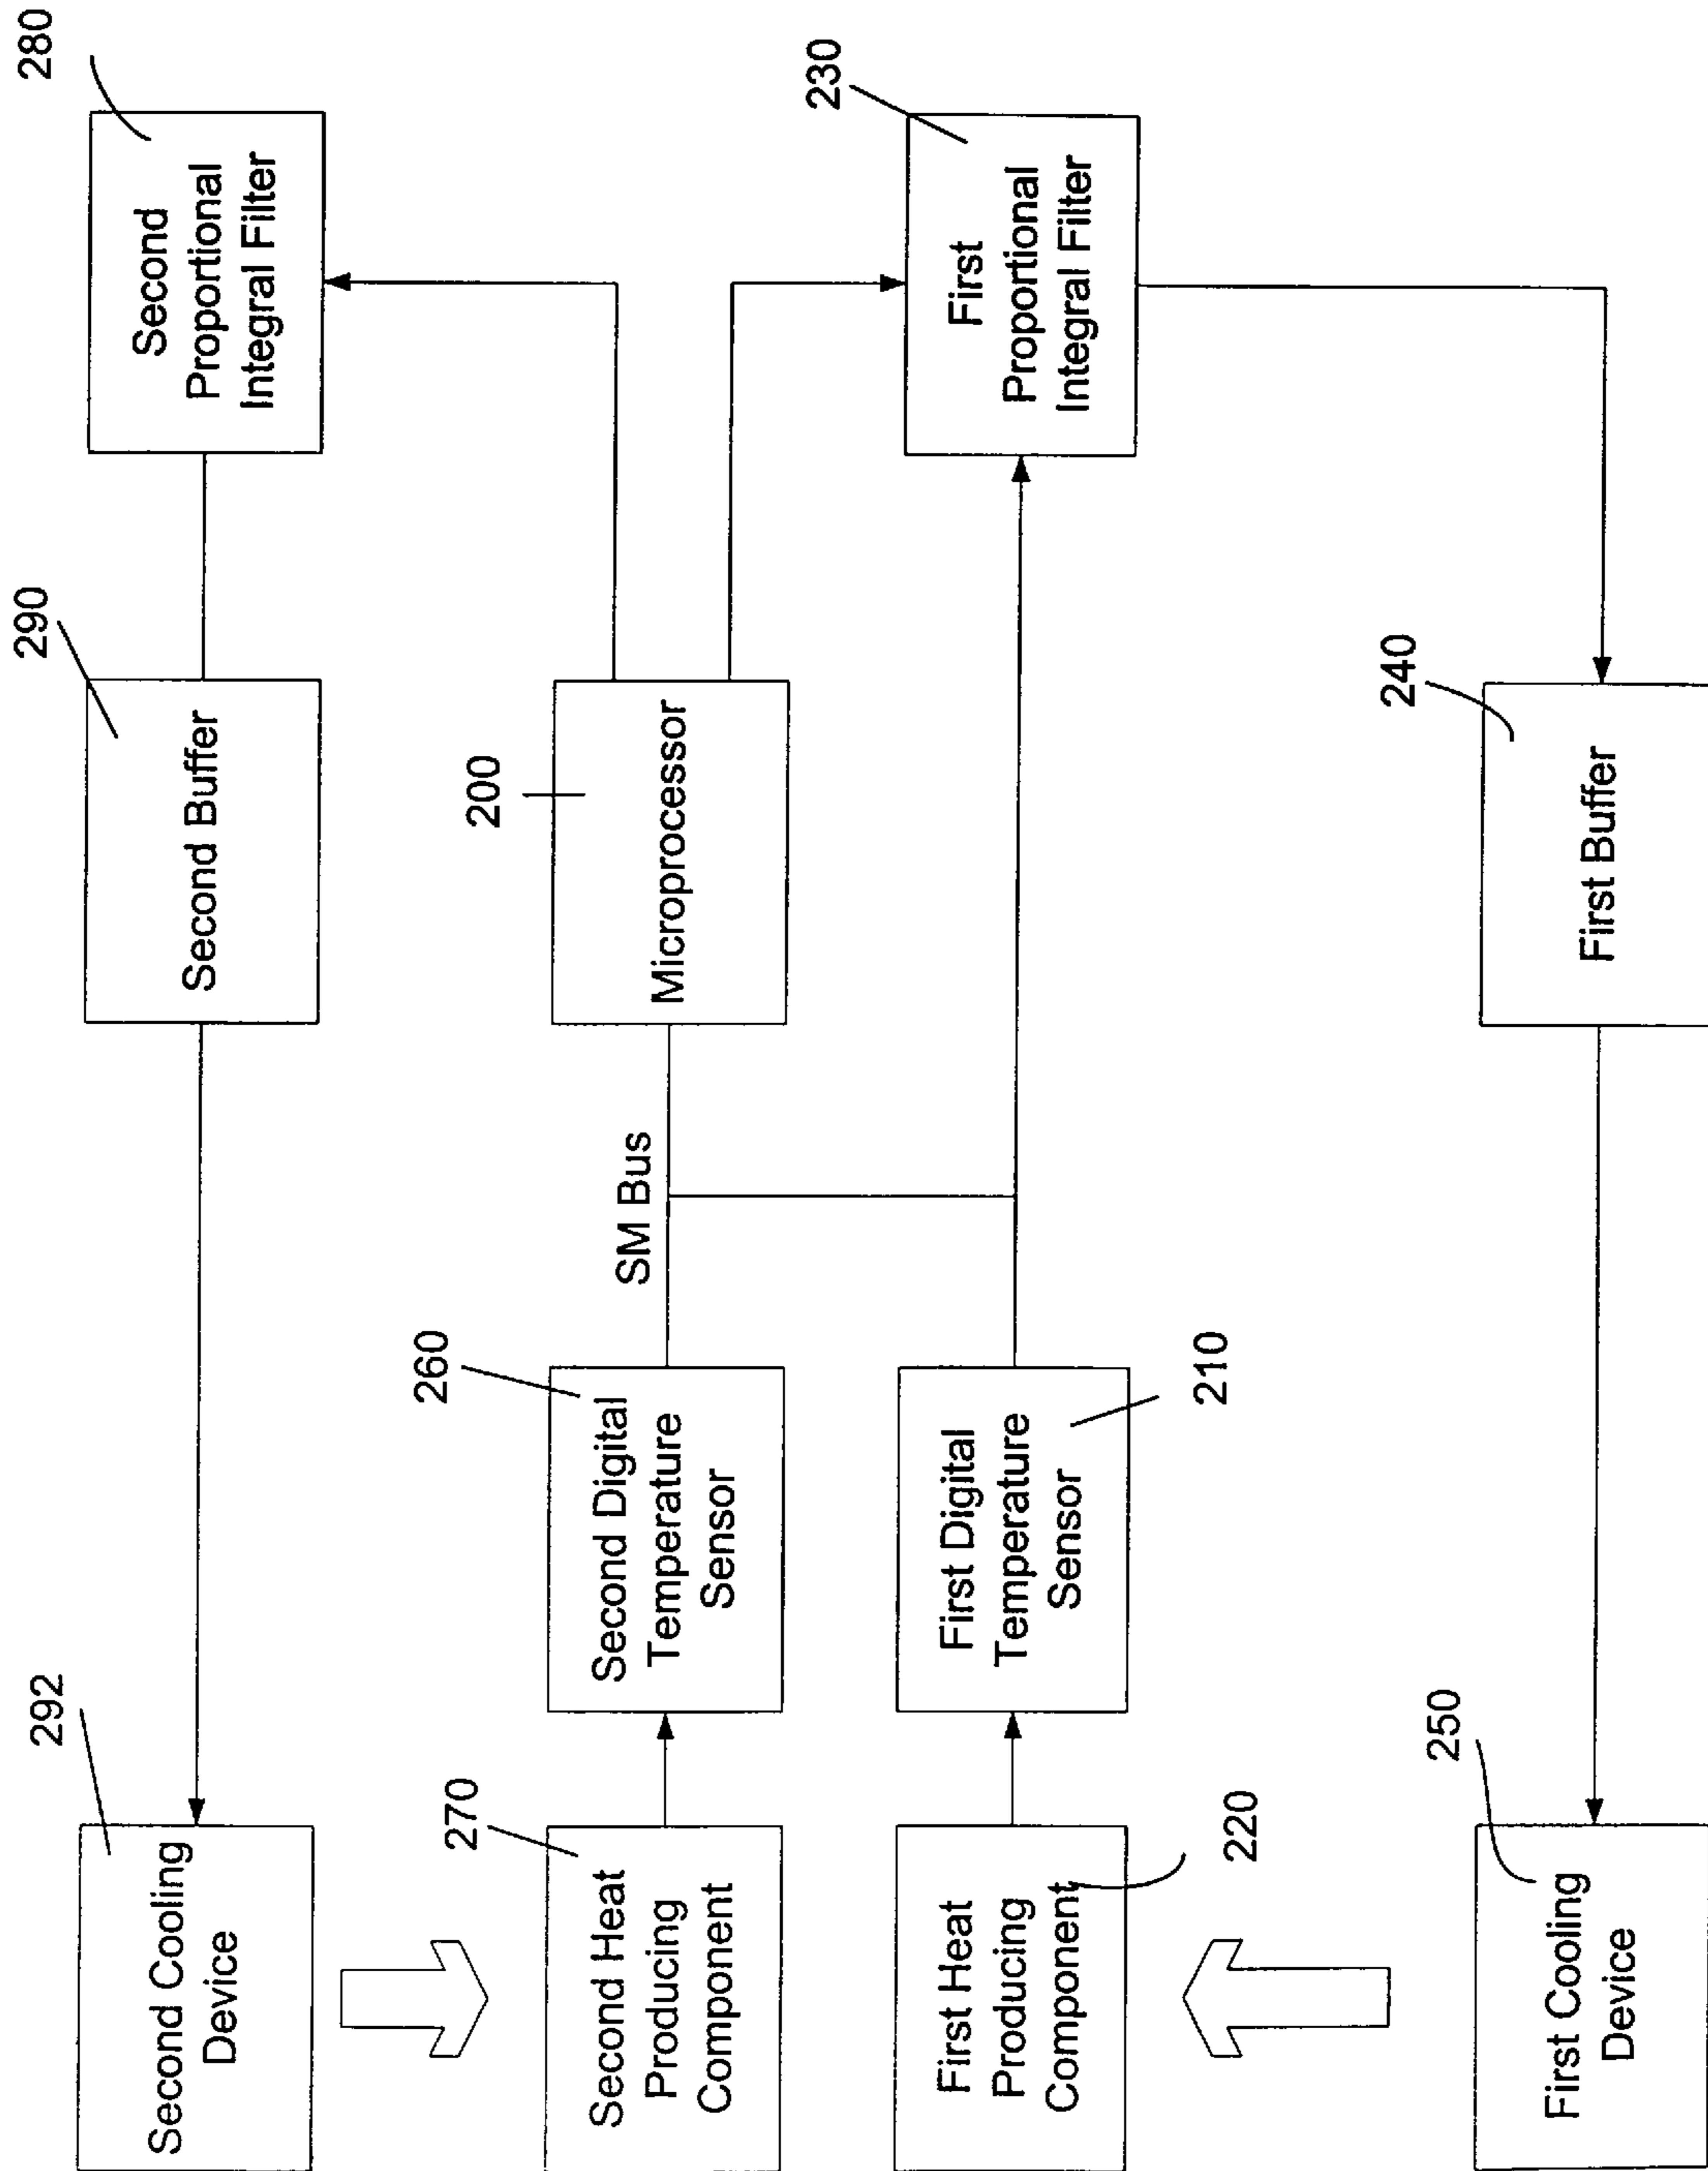 292
Second Cooling
Device
290
Second Buffer
280
Second
Proportional
Integral Filter
270
Second Heat
Producing
Component
260
Second Digital
Temperature
Sensor
SM Bus
200
Microprocessor
First Heat
Producing
Component
220
First Digital
Temperature
Sensor
210
230
First
Proportional
Integral Filter
250
First Cooling
Device
240
First Buffer